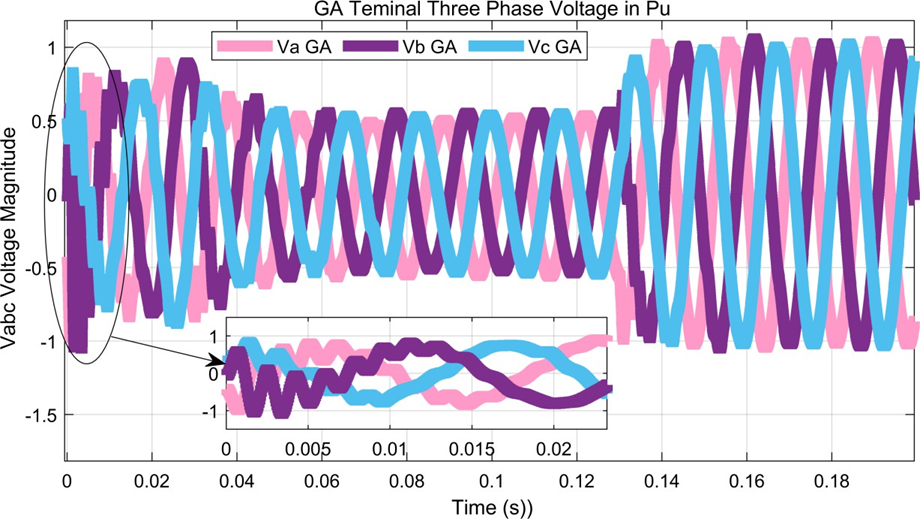 GA Teminal Three Phase Voltage in Pu
Va GA Vb GA Vc GA
Vabc Voltage Magnitude
1
0.5
0
-0.5
-1
-1.5
1
0
-1
0 0.005 0.01 0.015 0.02
0 0.02 0.04 0.06 0.08 0.1 0.12 0.14 0.16 0.18
Time (s))